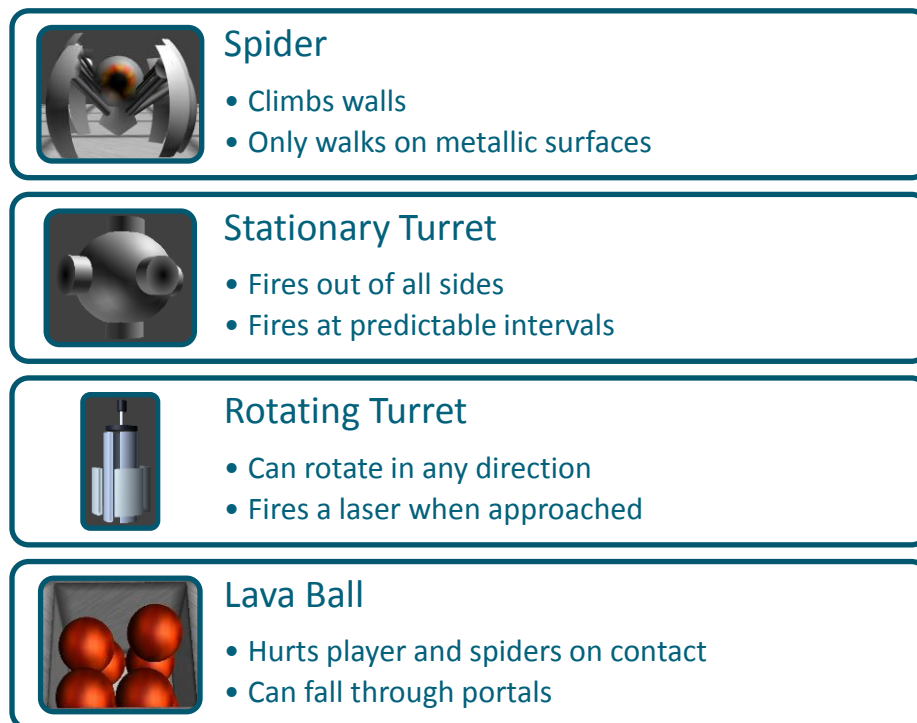 Spider
• Climbs walls
• Only walks on metallic surfaces
Stationary Turret
• Fires out of all sides
• Fires at predictable intervals
Rotating Turret
• Can rotate in any direction
• Fires a laser when approached
Lava Ball
• Hurts player and spiders on contact
• Can fall through portals